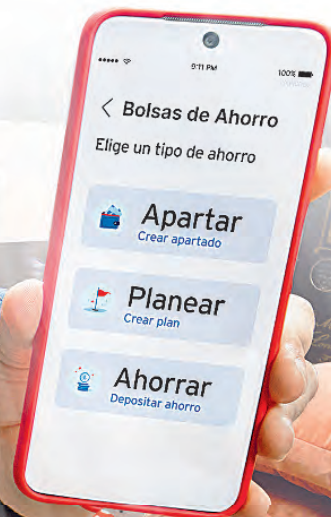 9:11 PM 100%
< Bolsas de Ahorro
Elige un tipo de ahorro
Apartar
Crear apartado
Planear
Crear plan
Ahorrar
Depositar ahorro